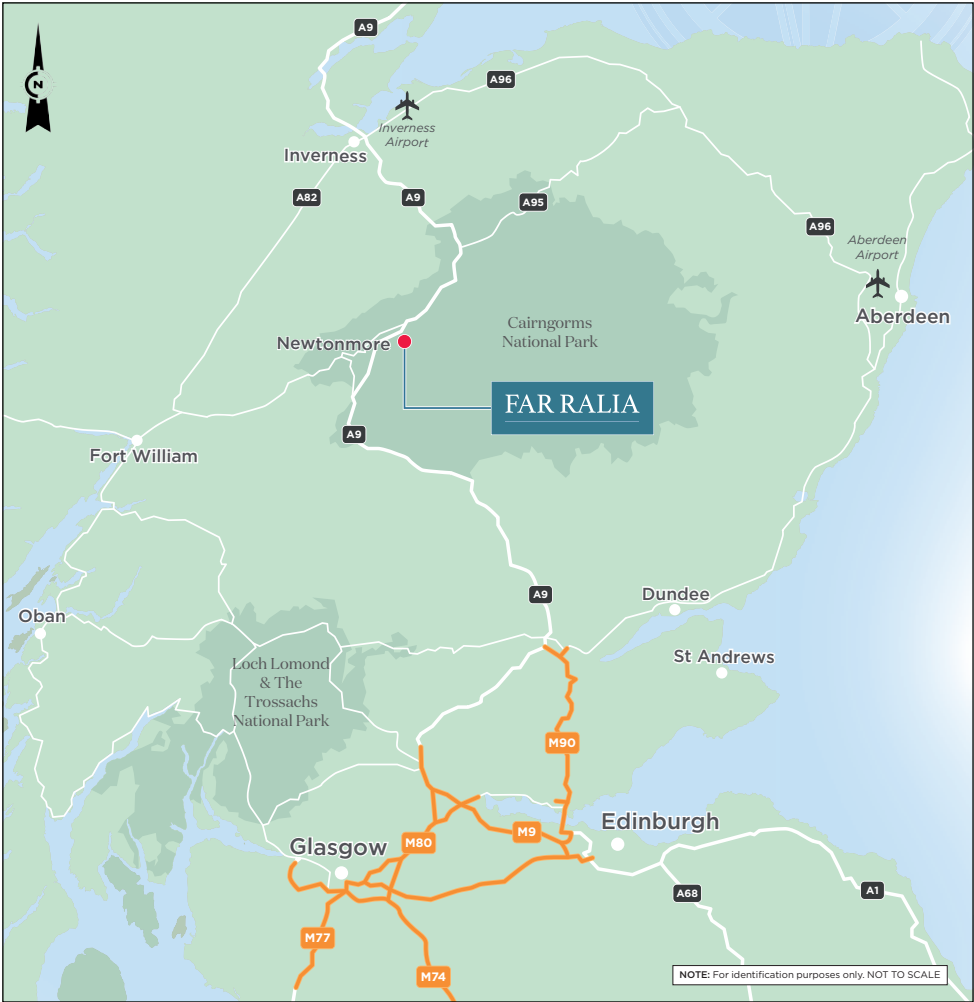 A9
N
A96
Inverness
Airport
Inverness
A82
A9
A95
A96
Aberdeen
Airport
Aberdeen
Cairngorms
National Park
Newtonmore
FAR RALIA
A9
Fort William
A9
Dundee
Oban
St Andrews
Loch Lomond
& The
Trossachs
National Park
M90
Edinburgh
M9
M80
Glasgow
A1
A68
M77
M74
NOTE: For identification purposes only. NOT TO SCALE